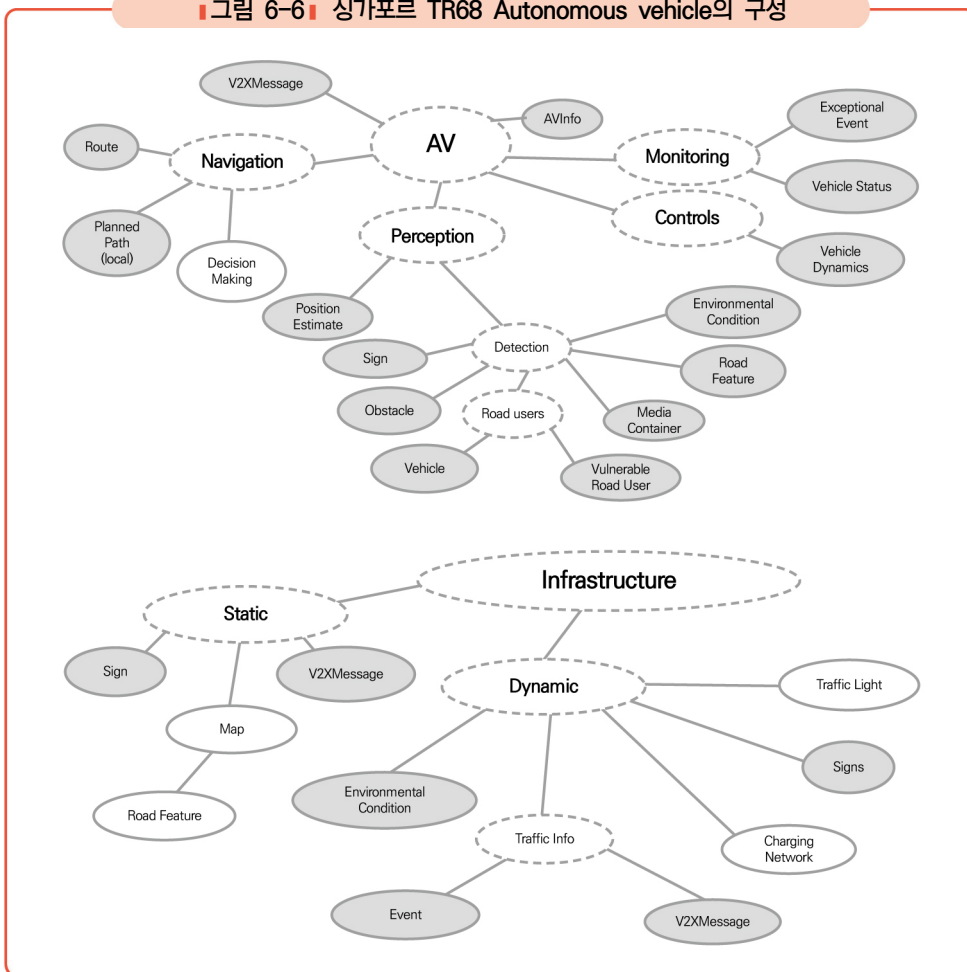 ▮그림 6-6▮ 싱가포르 TR68 Autonomous vehicle의 구성
V2XMessage
AV
AVInfo
Exceptional
Event
Route
Navigation
Monitoring
Vehicle Status
Planned
Path
(local)
Decision
Making
Perception
Controls
Vehicle
Dynamics
Position
Estimate
Environmental
Condition
Sign
Detection
Road
Feature
Obstacle
Road users
Media
Container
Vehicle
Vulnerable
Road User
Infrastructure
Static
Sign
V2XMessage
Dynamic
Traffic Light
Map
Signs
Road Feature
Environmental
Condition
Traffic Info
Charging
Network
Event
V2XMessage